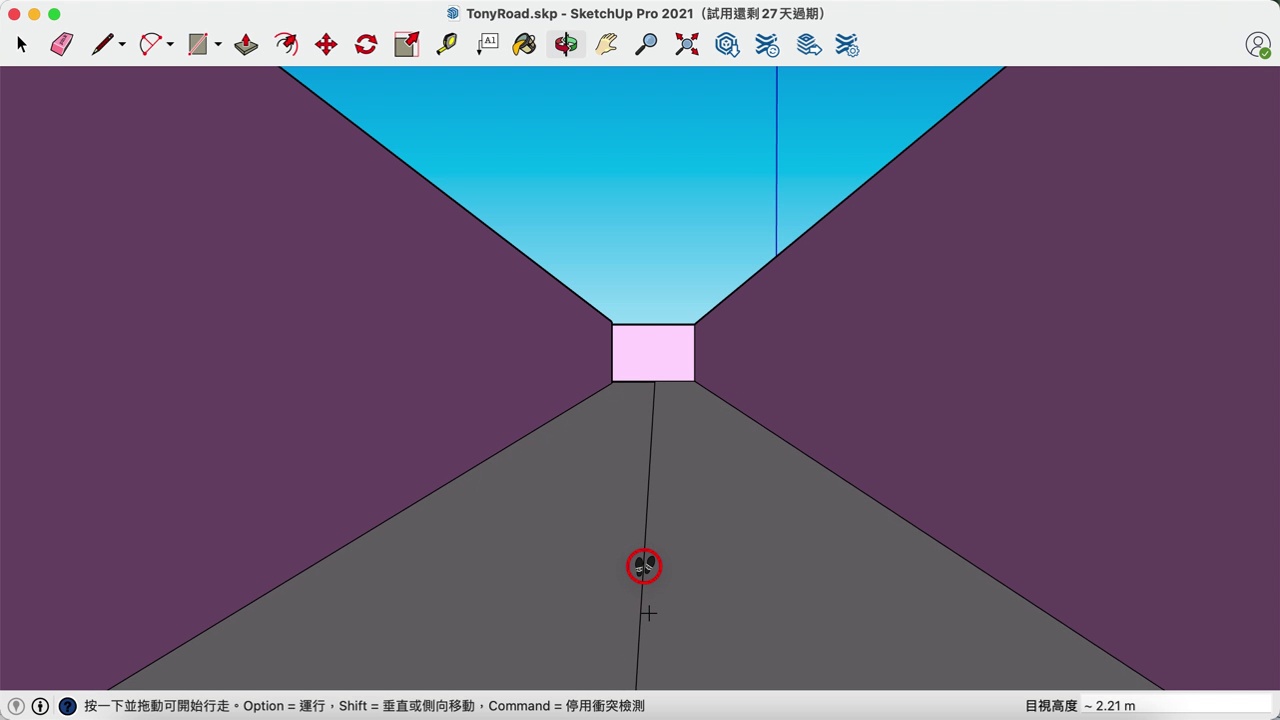 TonyRoad.skp - SketchUp Pro 2021（試用還剩 27 天過期）
A1
按一下並拖動可開始行走。Option = 運行，Shift = 垂直或側向移動，Command = 停用衝突檢測
目視高度 ~ 2.21 m